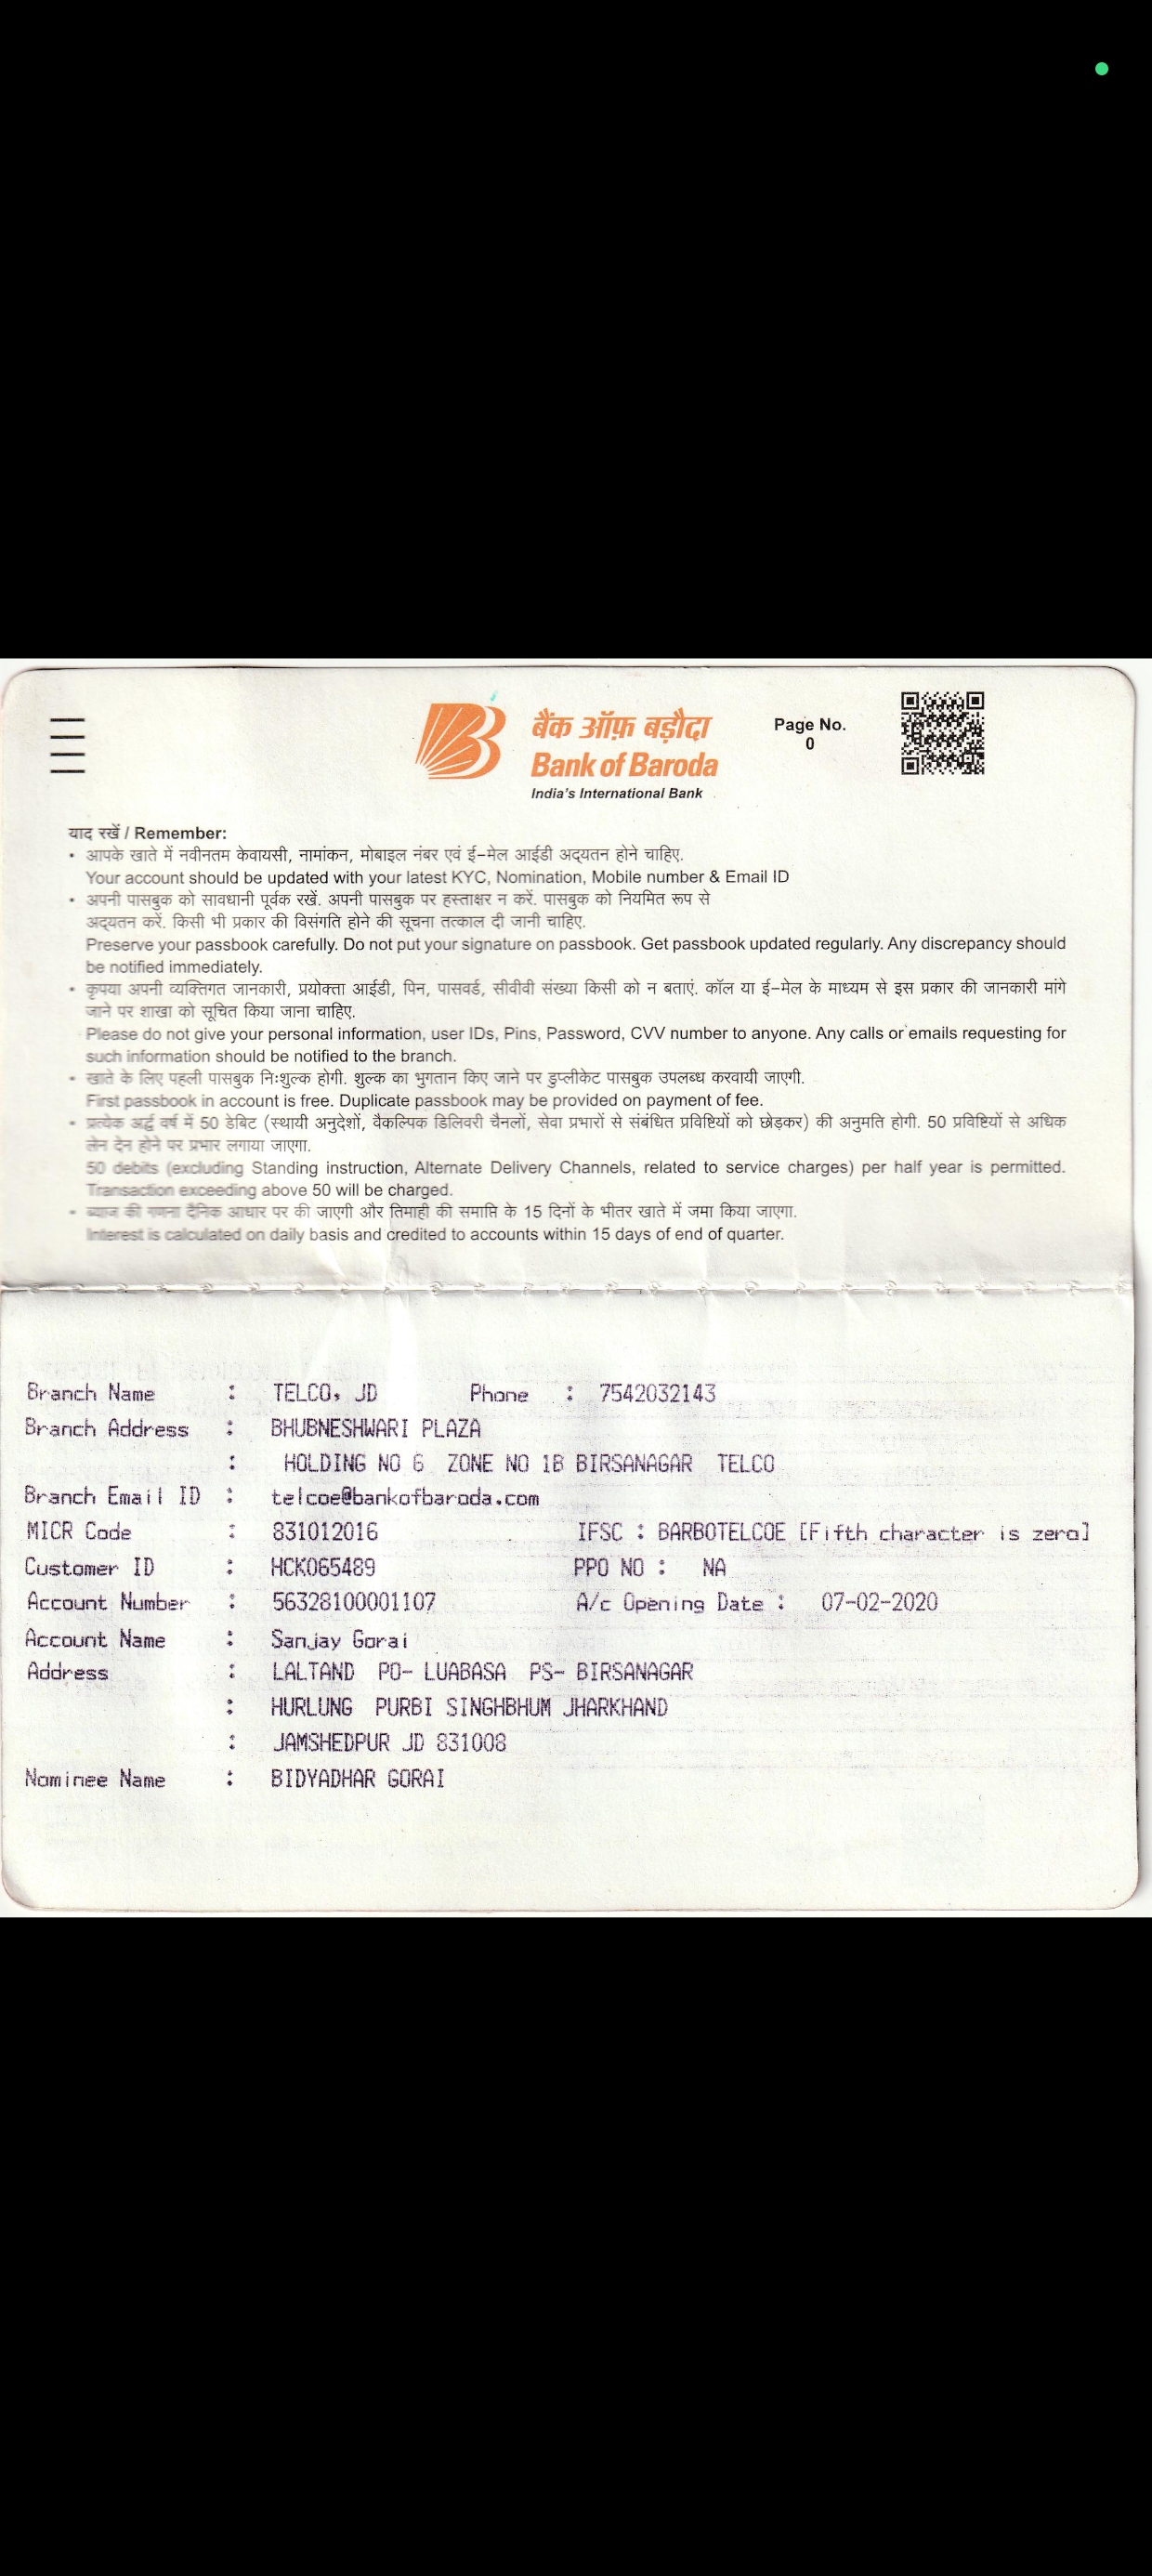 बैंक ऑफ़ बड़ौदा
Bank of Baroda
India's International Bank
Page No.
0
याद रखें / Remember:
• आपके खाते में नवीनतम केवायसी, नामांकन, मोबाइल नंबर एवं ई–मेल आईडी अद्यतन होने चाहिए.
Your account should be updated with your latest KYC, Nomination, Mobile number & Email ID
• अपनी पासबुक को सावधानी पूर्वक रखें. अपनी पासबुक पर हस्ताक्षर न करें. पासबुक को नियमित रूप से
अद्यतन करें. किसी भी प्रकार की विसंगति होने की सूचना तत्काल दी जानी चाहिए.
Preserve your passbook carefully. Do not put your signature on passbook. Get passbook updated regularly. Any discrepancy should
be notified immediately.
• कृपया अपनी व्यक्तिगत जानकारी, प्रयोक्ता आईडी, पिन, पासवर्ड, सीवीवी संख्या किसी को न बताएं. कॉल या ई–मेल के माध्यम से इस प्रकार की जानकारी मांगे
जाने पर शाखा को सूचित किया जाना चाहिए.
Please do not give your personal information, user IDs, Pins, Password, CVV number to anyone. Any calls or emails requesting for
such information should be notified to the branch.
• खाते के लिए पहली पासबुक निःशुल्क होगी. शुल्क का भुगतान किए जाने पर डुप्लीकेट पासबुक उपलब्ध करवायी जाएगी.
First passbook in account is free. Duplicate passbook may be provided on payment of fee.
• प्रत्येक अर्द्ध वर्ष में 50 डेबिट (स्थायी अनुदेशों, वैकल्पिक डिलिवरी चैनलों, सेवा प्रभारों से संबंधित प्रविष्टियों को छोड़कर) की अनुमति होगी. 50 प्रविष्टियों से अधिक
लेन देन होने पर प्रभार लगाया जाएगा.
50 debits (excluding Standing instruction, Alternate Delivery Channels, related to service charges) per half year is permitted.
Transaction exceeding above 50 will be charged.
• ब्याज की गणना दैनिक आधार पर की जाएगी और तिमाही की समाप्ति के 15 दिनों के भीतर खाते में जमा किया जाएगा.
Interest is calculated on daily basis and credited to accounts within 15 days of end of quarter.
Branch Name : TELCO, JD Phone : 7542032143
Branch Address : BHUBNESHWARI PLAZA
: HOLDING NO 6 ZONE NO 1B BIRSANAGAR TELCO
Branch Email ID : telcoe@bankofbaroda.com
MICR Code : 831012016 IFSC : BARB0TELCOE [Fifth character is zero]
Customer ID : HCK065489 PPO NO : NA
Account Number : 56328100001107 A/c Opening Date : 07-02-2020
Account Name : Sanjay Gorai
Address : LALTAND PO- LUABASA PS- BIRSANAGAR
: HURLUNG PURBI SINGHBHUM JHARKHAND
: JAMSHEDPUR JD 831008
Nominee Name : BIDYADHAR GORAI